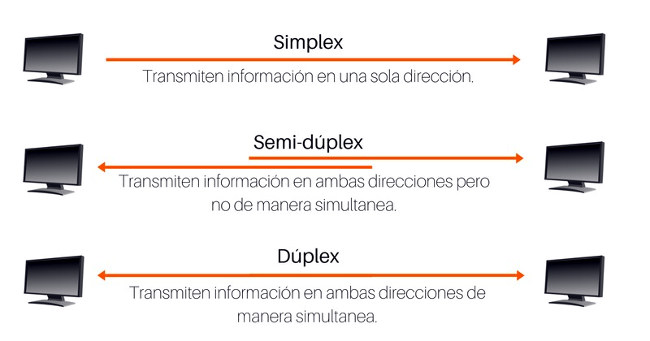 Simplex
Transmiten información en una sola dirección.
Semi-dúplex
Transmiten información en ambas direcciones pero
no de manera simultanea.
Dúplex
Transmiten información en ambas direcciones de
manera simultanea.